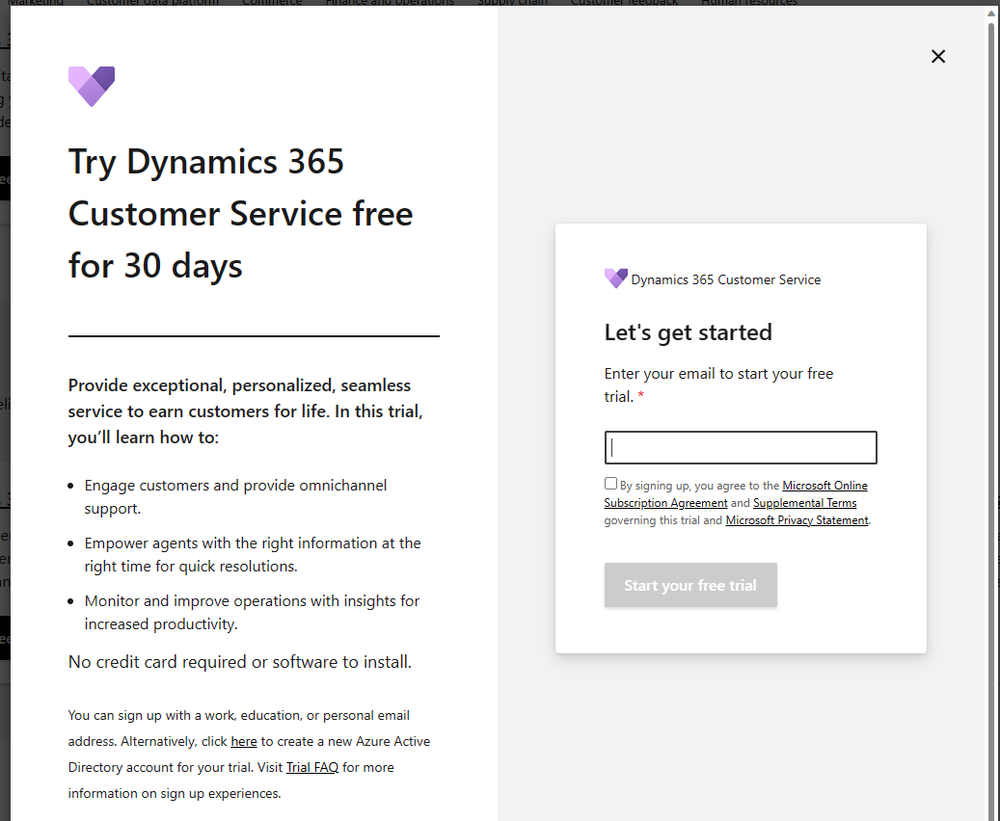 Marketing Customer data platform Commerce Finance and operations Supply chain Customer feedback Human resources
Try Dynamics 365
Customer Service free
for 30 days
Provide exceptional, personalized, seamless
service to earn customers for life. In this trial,
you’ll learn how to:
Engage customers and provide omnichannel
support.
Empower agents with the right information at the
right time for quick resolutions.
Monitor and improve operations with insights for
increased productivity.
No credit card required or software to install.
You can sign up with a work, education, or personal email
address. Alternatively, click here to create a new Azure Active
Directory account for your trial. Visit Trial FAQ for more
information on sign up experiences.
Dynamics 365 Customer Service
Let's get started
Enter your email to start your free
trial. *
By signing up, you agree to the Microsoft Online
Subscription Agreement and Supplemental Terms
governing this trial and Microsoft Privacy Statement.
Start your free trial